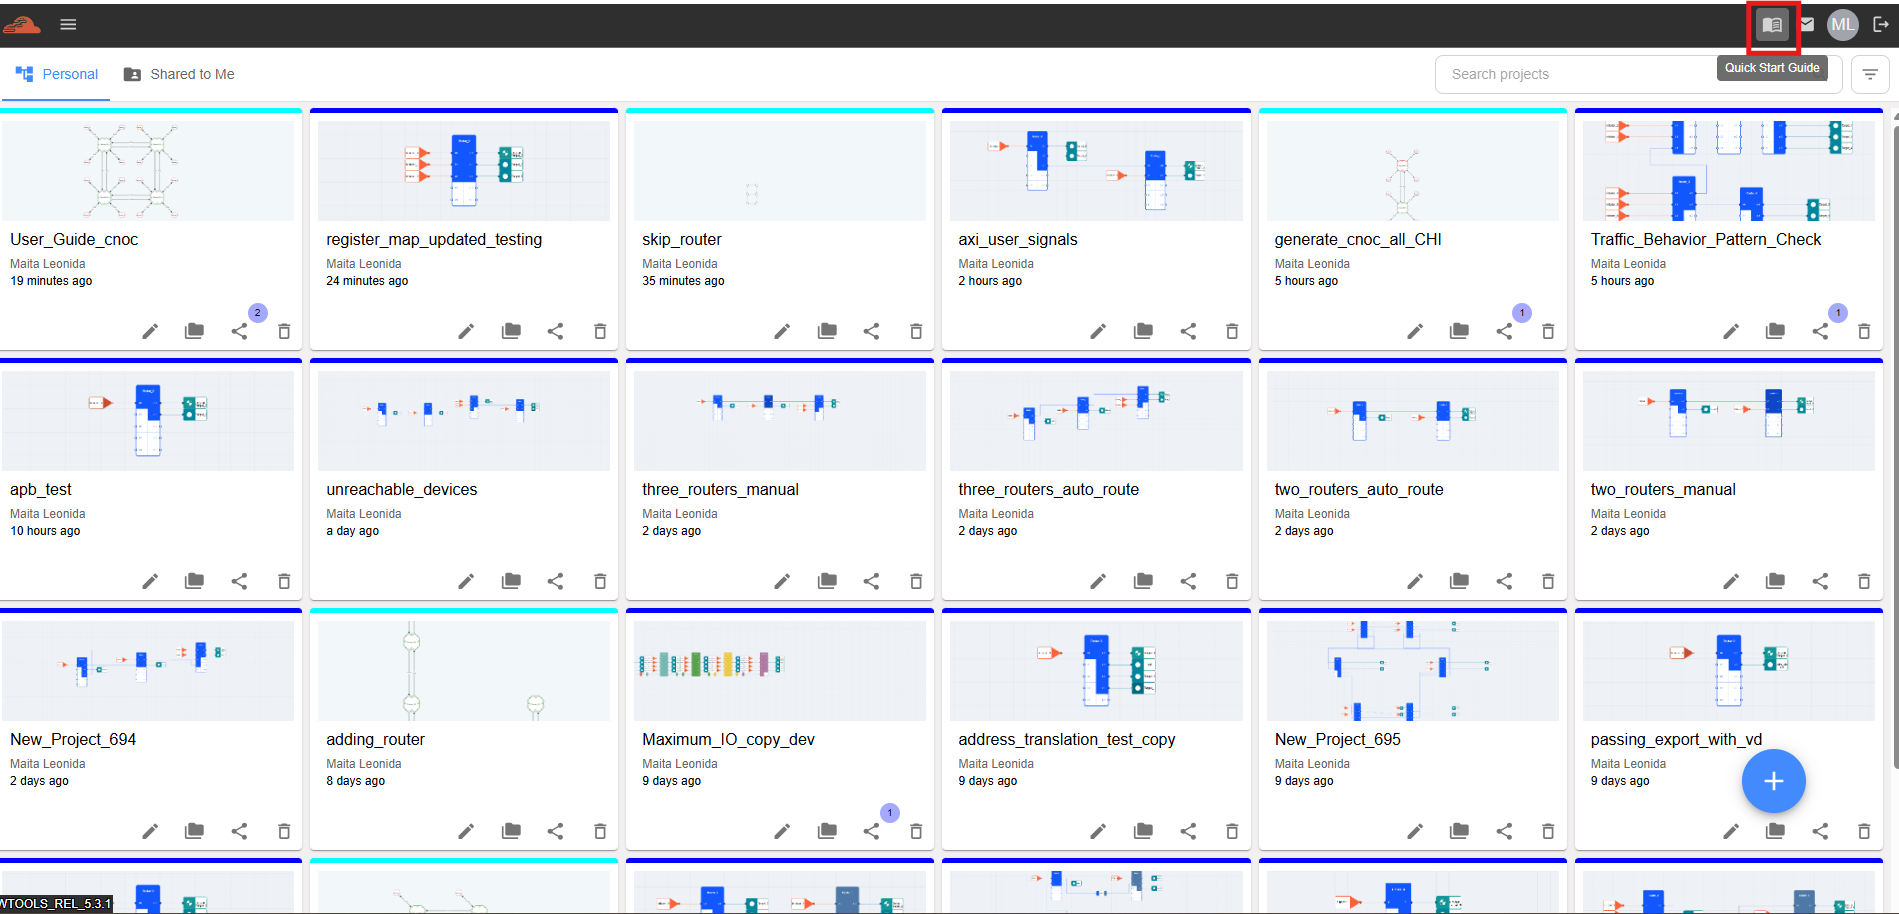 ML
Quick Start Guide
Personal
Shared to Me
Search projects
User_Guide_cnoc
Maita Leonida
19 minutes ago
2
register_map_updated_testing
Maita Leonida
24 minutes ago
skip_router
Maita Leonida
35 minutes ago
axi_user_signals
Maita Leonida
2 hours ago
generate_cnoc_all_CHI
Maita Leonida
5 hours ago
1
Traffic_Behavior_Pattern_Check
Maita Leonida
5 hours ago
1
apb_test
Maita Leonida
10 hours ago
unreachable_devices
Maita Leonida
a day ago
three_routers_manual
Maita Leonida
2 days ago
three_routers_auto_route
Maita Leonida
2 days ago
two_routers_auto_route
Maita Leonida
2 days ago
two_routers_manual
Maita Leonida
2 days ago
New_Project_694
Maita Leonida
2 days ago
adding_router
Maita Leonida
8 days ago
Maximum_IO_copy_dev
Maita Leonida
9 days ago
1
address_translation_test_copy
Maita Leonida
9 days ago
New_Project_695
Maita Leonida
9 days ago
passing_export_with_vd
Maita Leonida
9 days ago
WTOOLS_REL_5.3.1